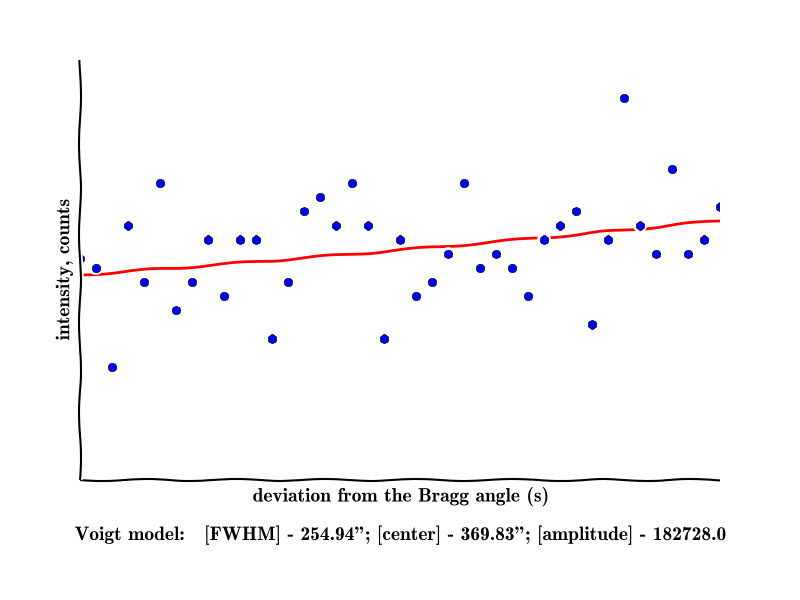 intensity, counts
deviation from the Bragg angle (s)
Voigt model: [FWHM] - 254.94”; [center] - 369.83”; [amplitude] - 182728.0